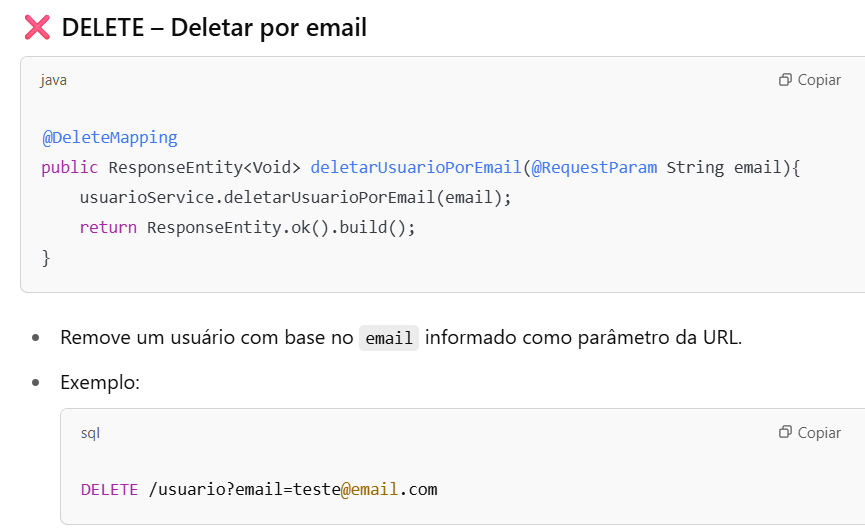 ❌ DELETE – Deletar por email
java
Copiar
@DeleteMapping
public ResponseEntity<Void> deletarUsuarioPorEmail(@RequestParam String email){
    usuarioService.deletarUsuarioPorEmail(email);
    return ResponseEntity.ok().build();
}
• Remove um usuário com base no email informado como parâmetro da URL.
• Exemplo:
sql
Copiar
DELETE /usuario?email=teste@email.com